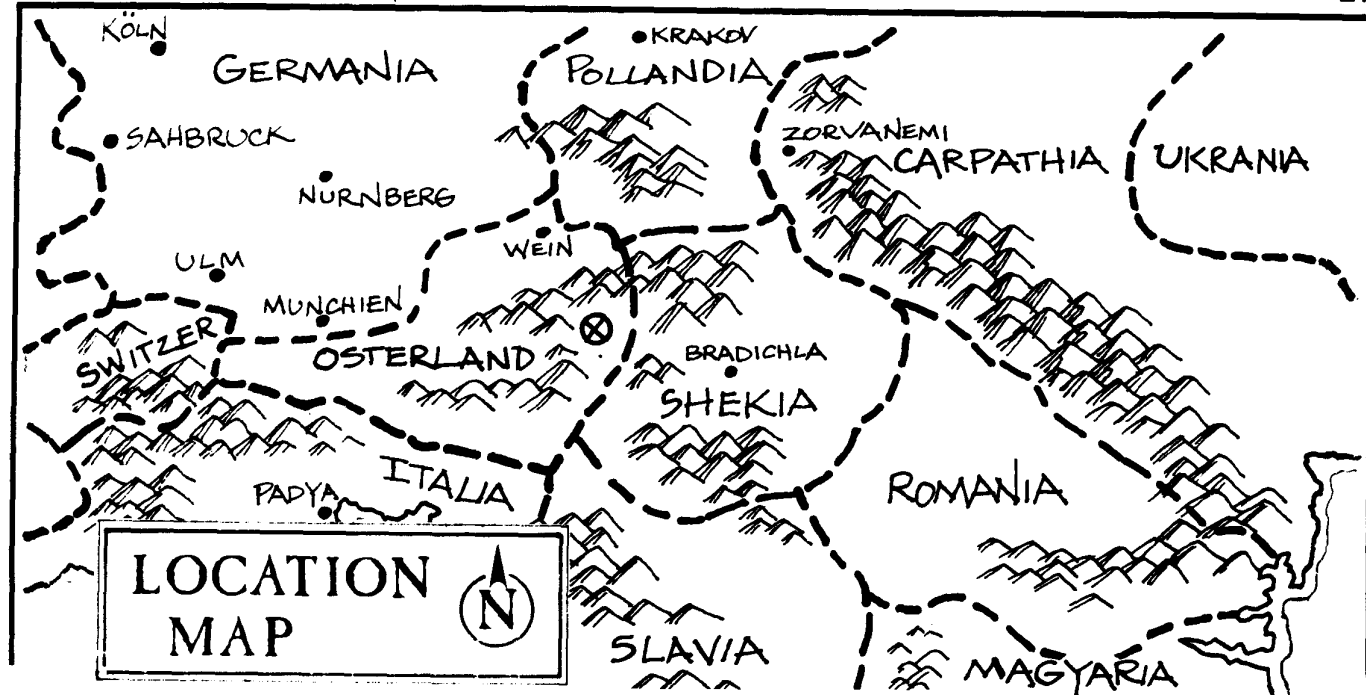 KÖLN
KRAKOV
GERMANIA
POLLANDIA
SAHBRUCK
ZORVANEMI
CARPATHIA
UKRANIA
NÜRNBERG
WEIN
ULM
MUNCHIEN
SWITZER
OSTERLAND
BRADICHLA
SHEKIA
ITALIA
PADYA
ROMANIA
LOCATION
MAP
N
SLAVIA
MAGYARIA